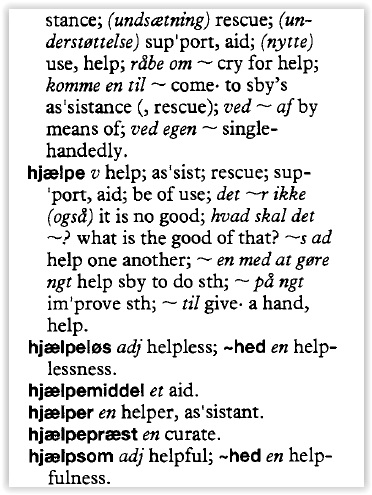 stance; (undsætning) rescue; (un-
derstøttelse) sup'port, aid; (nytte)
use, help; råbe om ~ cry for help;
komme en til ~ come· to sby's
as'sistance (, rescue); ved ~ af by
means of; ved egen ~ single-
handedly.
hjælpe v help; as'sist; rescue; sup-
'port, aid; be of use; det ~r ikke
(også) it is no good; hvad skal det
~? what is the good of that? ~s ad
help one another; ~ en med at gøre
ngt help sby to do sth; ~ på ngt
im'prove sth; ~ til give· a hand,
help.
hjælpeløs adj helpless; ~hed en help-
lessness.
hjælpemiddel et aid.
hjælper en helper, as'sistant.
hjælpepræst en curate.
hjælpsom adj helpful; ~hed en help-
fulness.